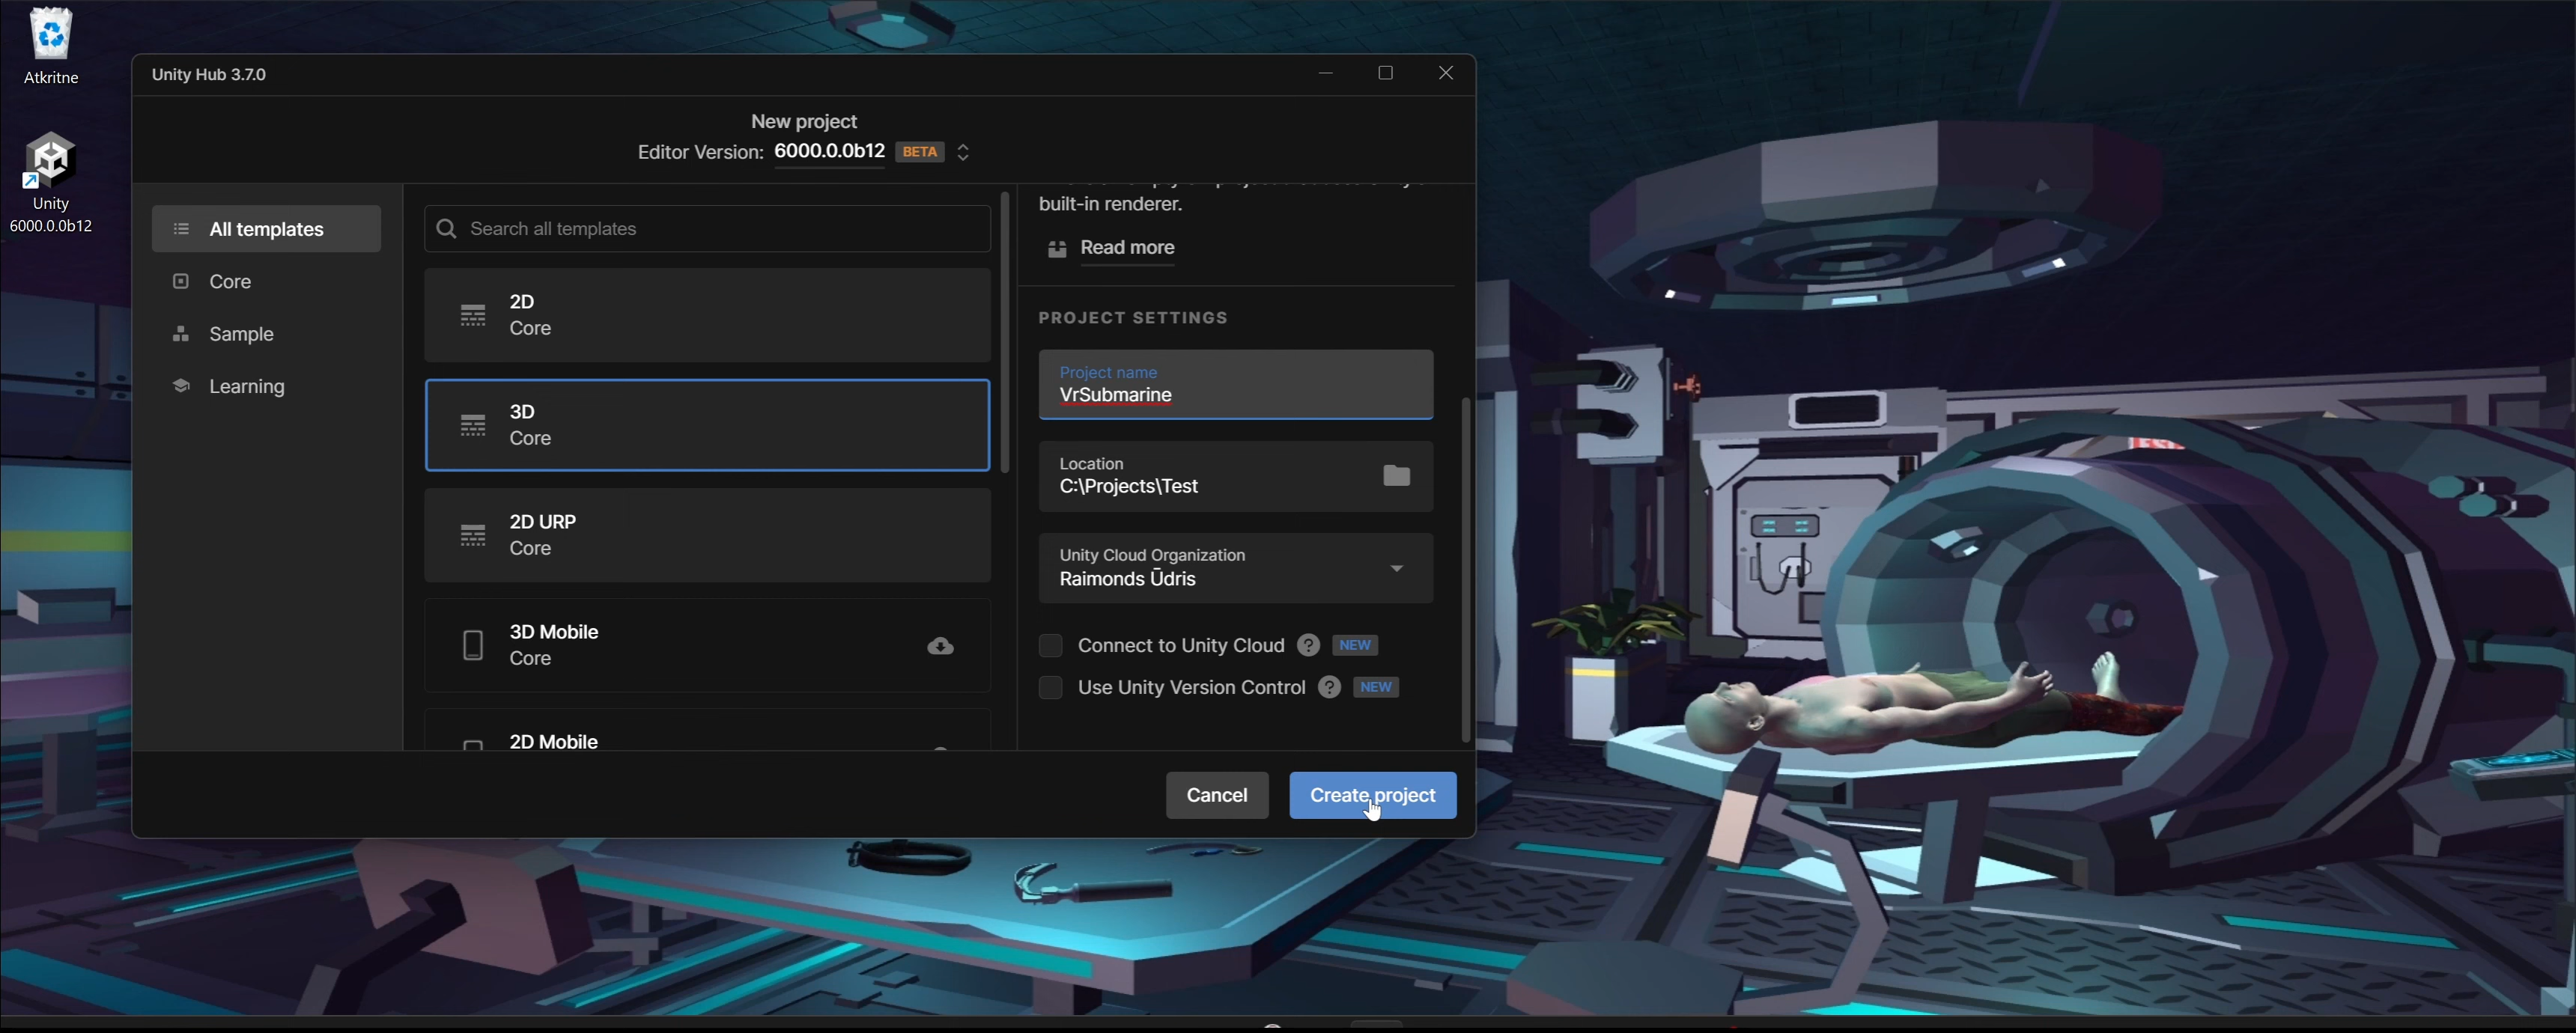 Atkritne
Unity
6000.0.0b12
Unity Hub 3.7.0
New project
Editor Version: 6000.0.0b12 BETA
All templates
Core
Sample
Learning
Search all templates
2D
Core
3D
Core
2D URP
Core
3D Mobile
Core
2D Mobile
built-in renderer.
Read more
PROJECT SETTINGS
Project name
VrSubmarine
Location
C:\Projects\Test
Unity Cloud Organization
Raimonds Ūdris
Connect to Unity Cloud ? NEW
Use Unity Version Control ? NEW
Cancel
Create project